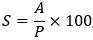 S = A/P × 100